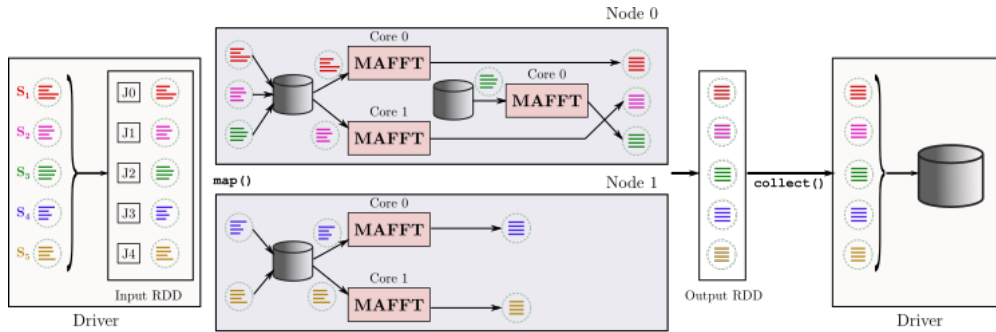 Node 0
S1
S2
S3
S4
S5
J0
J1
J2
J3
J4
Input RDD
Driver
map()
Core 0
MAFFT
Core 1
MAFFT
Core 0
MAFFT
Node 1
Core 0
MAFFT
Core 1
MAFFT
Output RDD
collect()
Driver